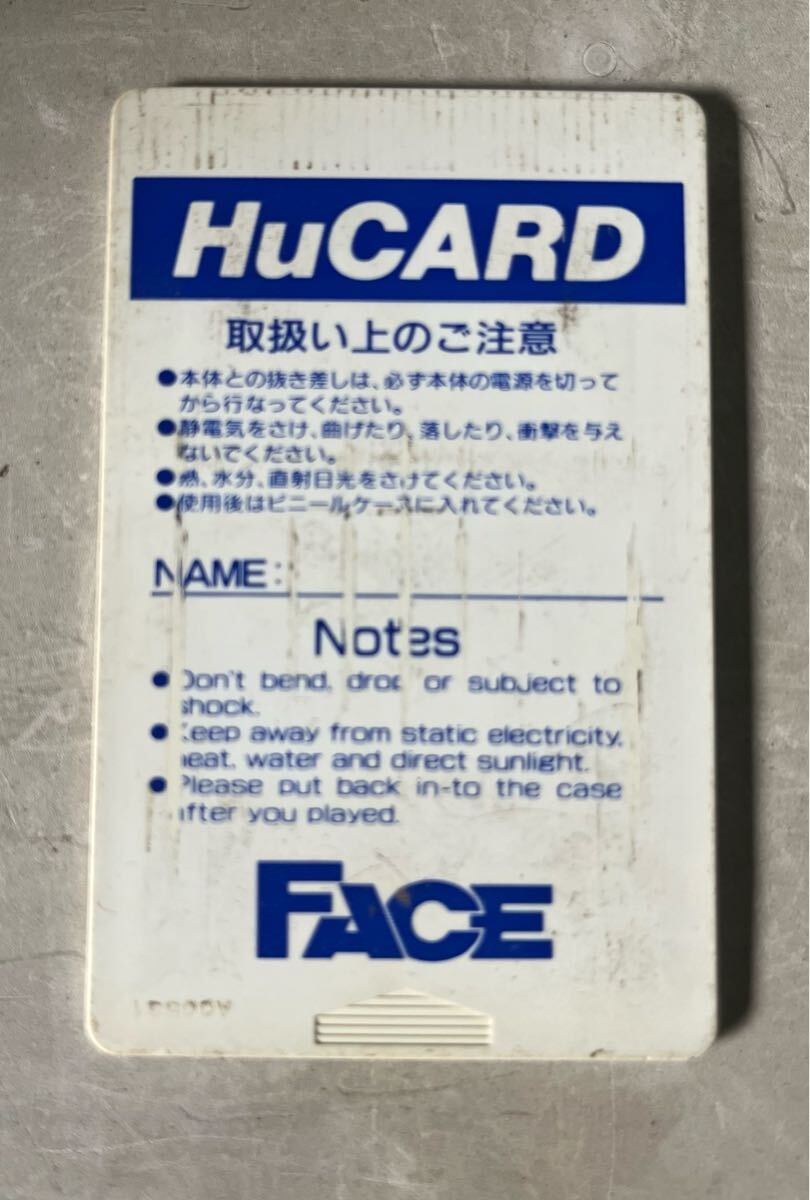 HuCARD
取扱い上のご注意
●本体との抜き差しは、必ず本体の電源を切って
から行なってください。
●静電気をさけ、曲げたり、落したり、衝撃を与え
ないでください。
●熱、水分、直射日光をさけてください。
●使用後はビニールケースに入れてください。
NAME:
Notes
● Don't bend, drop or subject to
shock.
● Keep away from static electricity,
heat, water and direct sunlight.
● Please put back in-to the case
after you played.
FACE